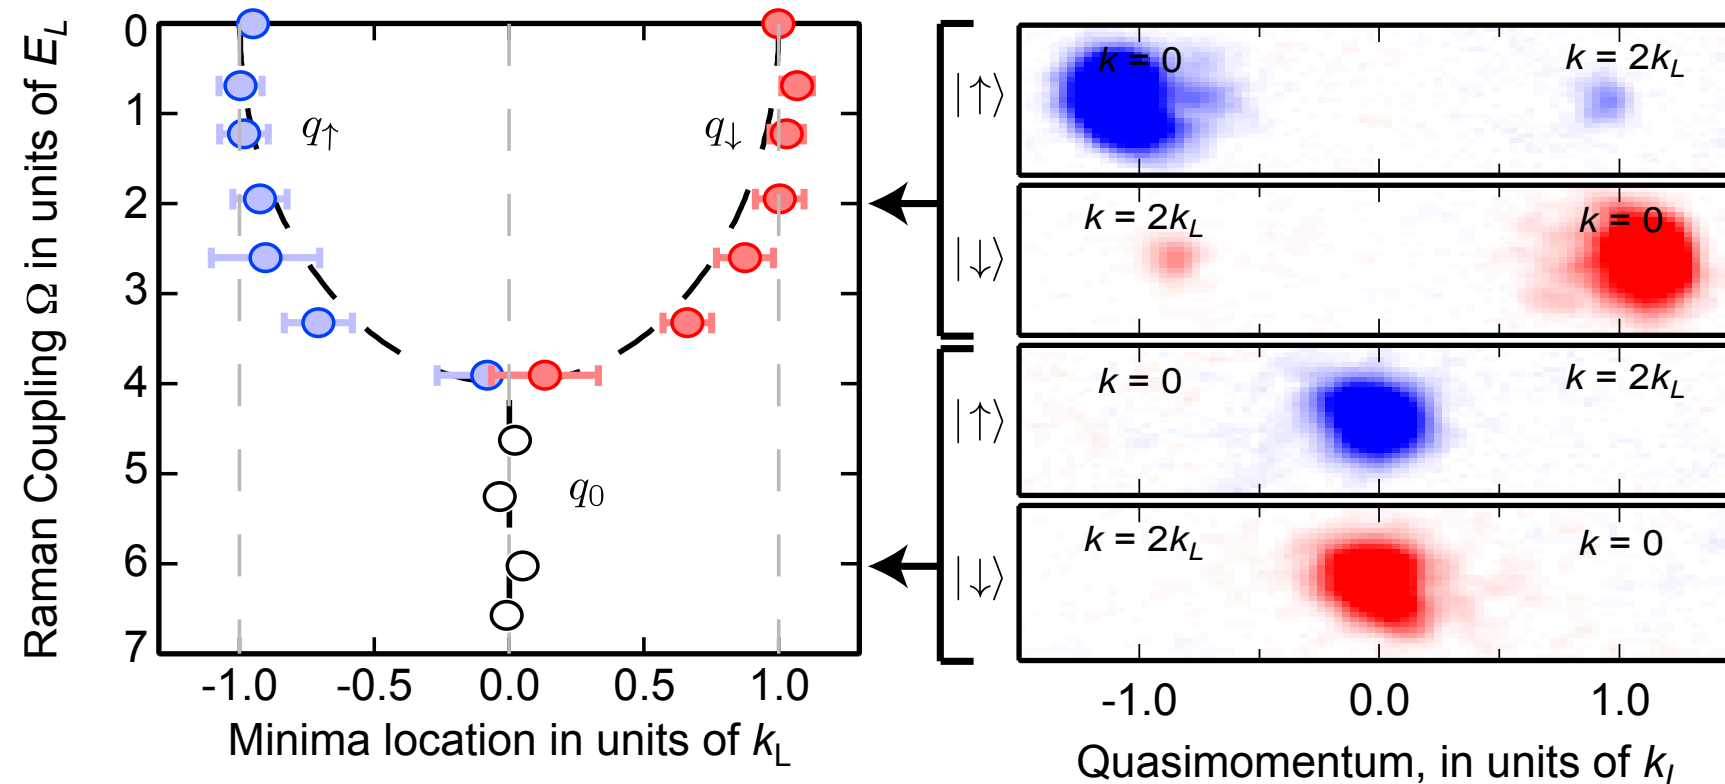 Raman Coupling Ω in units of E_L
0
1
2
3
4
5
6
7
q↑
q↓
q₀
-1.0
-0.5
0.0
0.5
1.0
Minima location in units of k_L
|↑⟩
k = 0
k = 2k_L
|↓⟩
k = 2k_L
k = 0
|↑⟩
k = 0
k = 2k_L
|↓⟩
k = 2k_L
k = 0
-1.0
0.0
1.0
Quasimomentum, in units of k_L